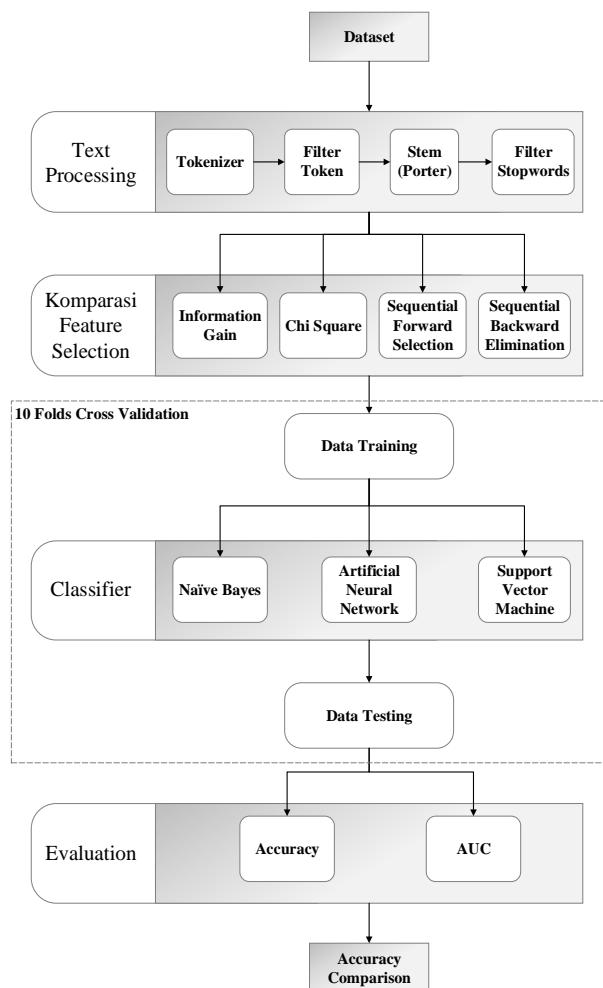 Dataset
Text
Processing
Tokenizer
Filter
Token
Stem
(Porter)
Filter
Stopwords
Komparasi
Feature
Selection
Information
Gain
Chi Square
Sequential
Forward
Selection
Sequential
Backward
Elimination
10 Folds Cross Validation
Data Training
Classifier
Naïve Bayes
Artificial
Neural
Network
Support
Vector
Machine
Data Testing
Evaluation
Accuracy
AUC
Accuracy
Comparison